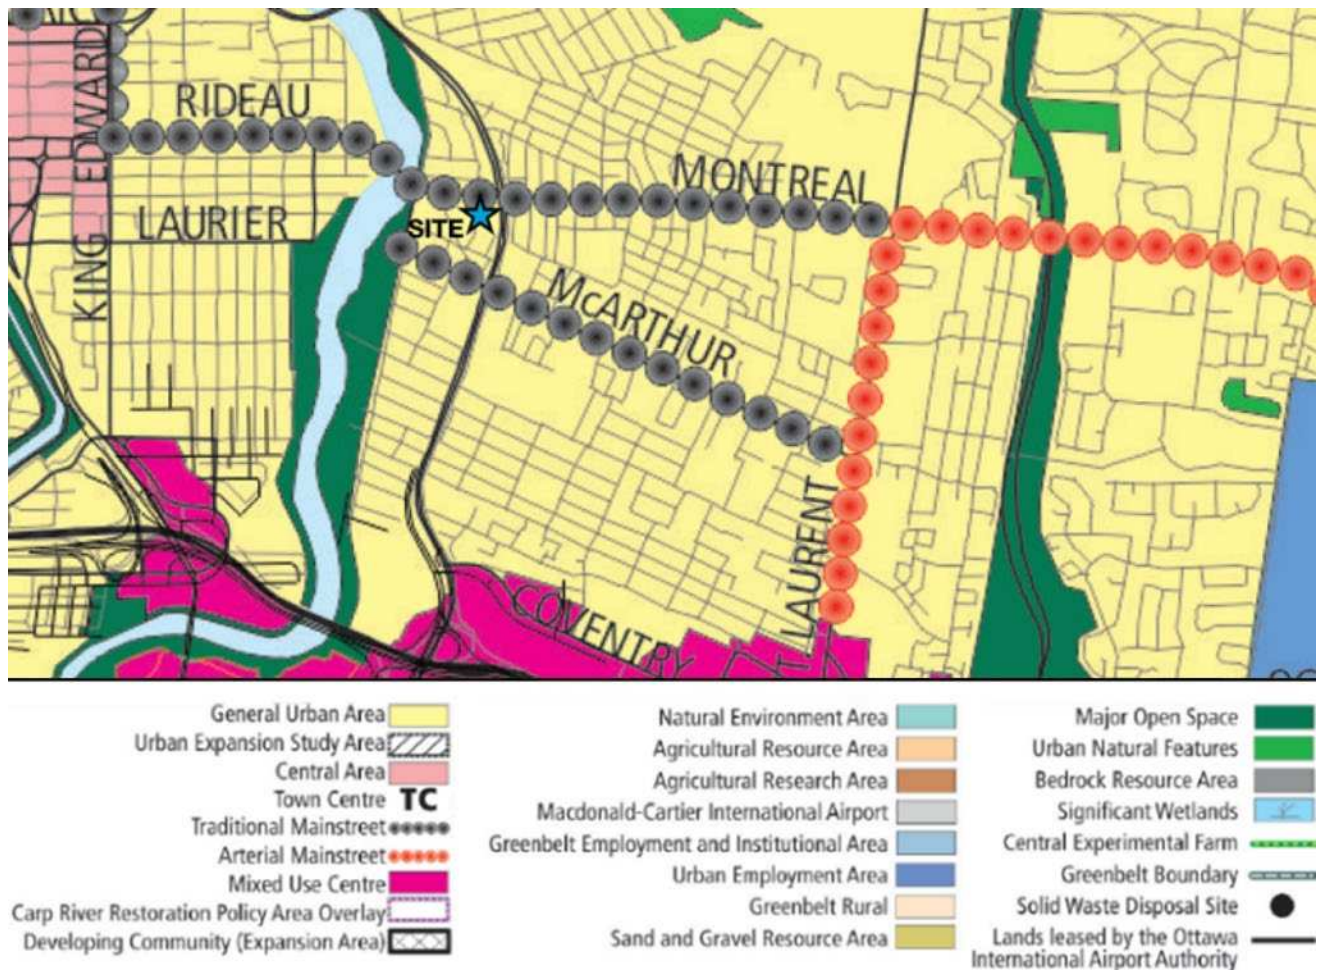 KING EDWARD
RIDEAU
LAURIER
SITE
MONTREAL
McARTHUR
LAURENT
COVENTRY
General Urban Area
Urban Expansion Study Area
Central Area
Town Centre TC
Traditional Mainstreet
Arterial Mainstreet
Mixed Use Centre
Carp River Restoration Policy Area Overlay
Developing Community (Expansion Area)
Natural Environment Area
Agricultural Resource Area
Agricultural Research Area
Macdonald-Cartier International Airport
Greenbelt Employment and Institutional Area
Urban Employment Area
Greenbelt Rural
Sand and Gravel Resource Area
Major Open Space
Urban Natural Features
Bedrock Resource Area
Significant Wetlands
Central Experimental Farm
Greenbelt Boundary
Solid Waste Disposal Site
Lands leased by the Ottawa
International Airport Authority